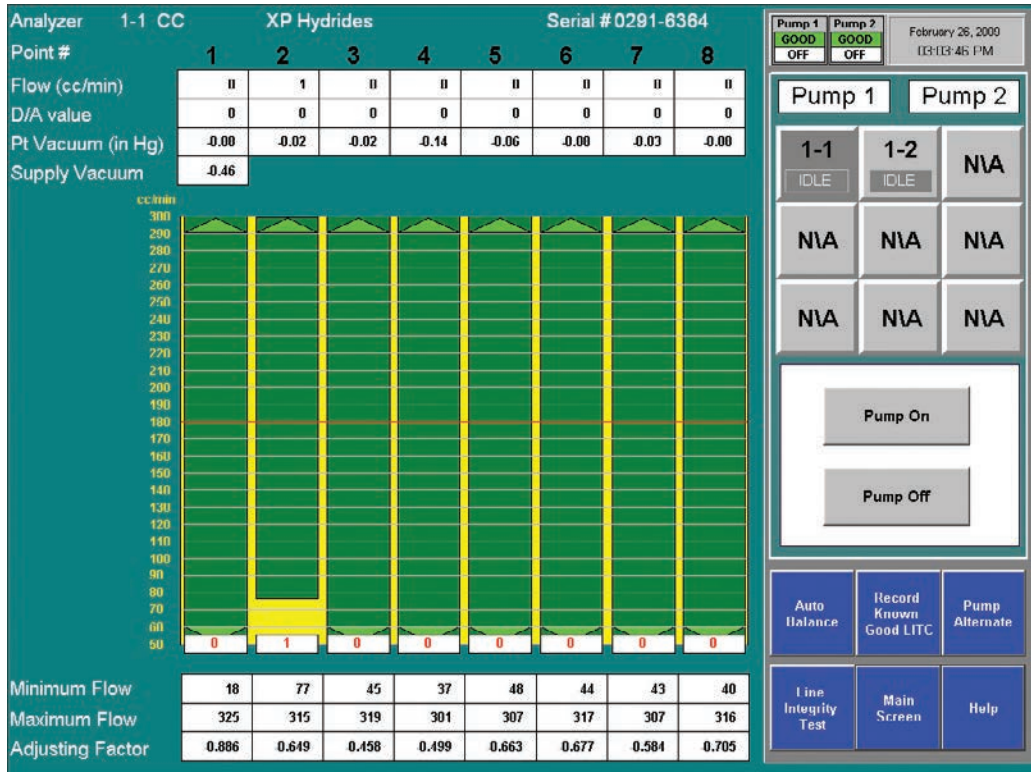 Analyzer 1-1 CC XP Hydrides Serial # 0291-6364
Point # 1 2 3 4 5 6 7 8
Flow (cc/min) 0 1 0 0 0 0 0 0
D/A value 0 0 0 0 0 0 0 0
Pt Vacuum (in Hg) -0.00 -0.02 -0.02 -0.14 -0.06 -0.00 -0.03 -0.00
Supply Vacuum -0.46
cc/min
300
290
280
270
260
250
240
230
220
210
200
190
180
170
160
150
140
130
120
110
100
90
80
70
60
50
0 1 0 0 0 0 0 0
Minimum Flow 18 77 45 37 48 44 43 40
Maximum Flow 325 315 319 301 307 317 307 316
Adjusting Factor 0.886 0.649 0.458 0.499 0.663 0.677 0.584 0.705
Pump 1 Pump 2
GOOD GOOD
OFF OFF
February 26, 2009
03:03:46 PM
Pump 1 Pump 2
1-1 1-2 N\A
IDLE IDLE
N\A N\A N\A
N\A N\A N\A
Pump On
Pump Off
Auto Balance
Record Known Good LITC
Pump Alternate
Line Integrity Test
Main Screen
Help